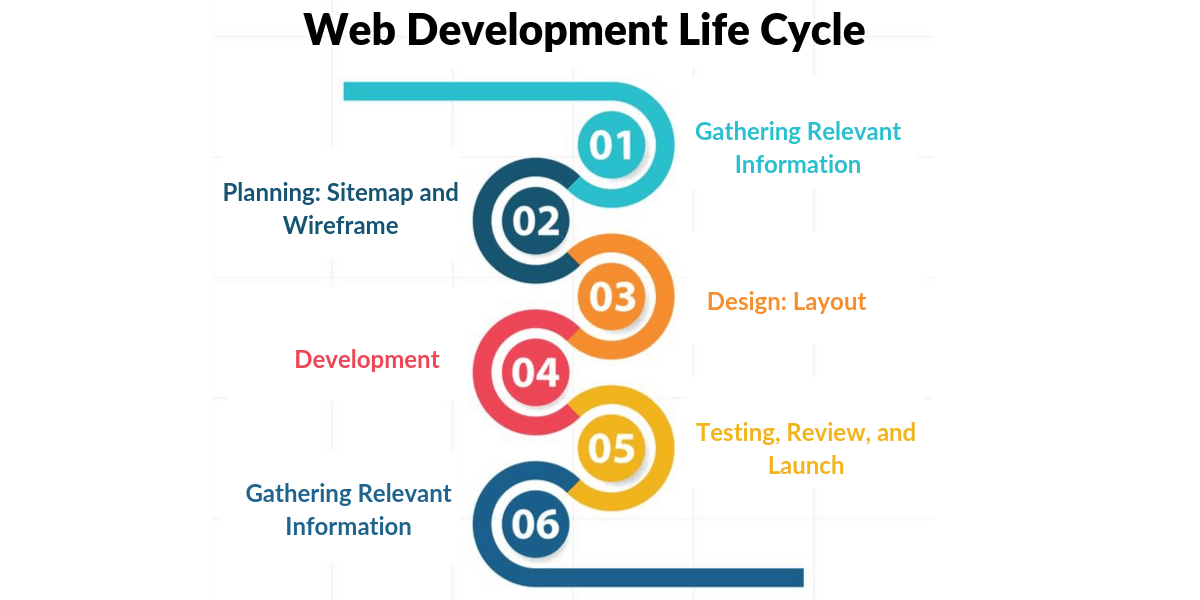 Web Development Life Cycle
01
Gathering Relevant
Information
Planning: Sitemap and
Wireframe
02
03
Design: Layout
Development
04
05
Testing, Review, and
Launch
Gathering Relevant
Information
06